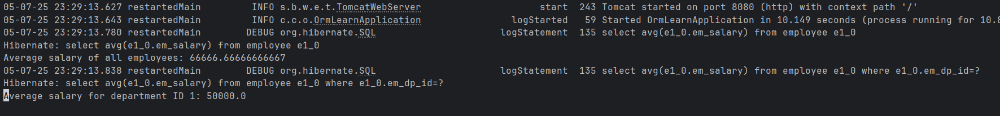 05-07-25 23:29:13.627 restartedMain INFO s.b.w.e.t.TomcatWebServer start 243 Tomcat started on port 8080 (http) with context path '/'
05-07-25 23:29:13.643 restartedMain INFO c.c.o.OrmLearnApplication logStarted 59 Started OrmLearnApplication in 10.149 seconds (process running for 10.8
05-07-25 23:29:13.780 restartedMain DEBUG org.hibernate.SQL logStatement 135 select avg(e1_0.em_salary) from employee e1_0
Hibernate: select avg(e1_0.em_salary) from employee e1_0
Average salary of all employees: 66666.66666666667
05-07-25 23:29:13.838 restartedMain DEBUG org.hibernate.SQL logStatement 135 select avg(e1_0.em_salary) from employee e1_0 where e1_0.em_dp_id=?
Hibernate: select avg(e1_0.em_salary) from employee e1_0 where e1_0.em_dp_id=?
Average salary for department ID 1: 50000.0